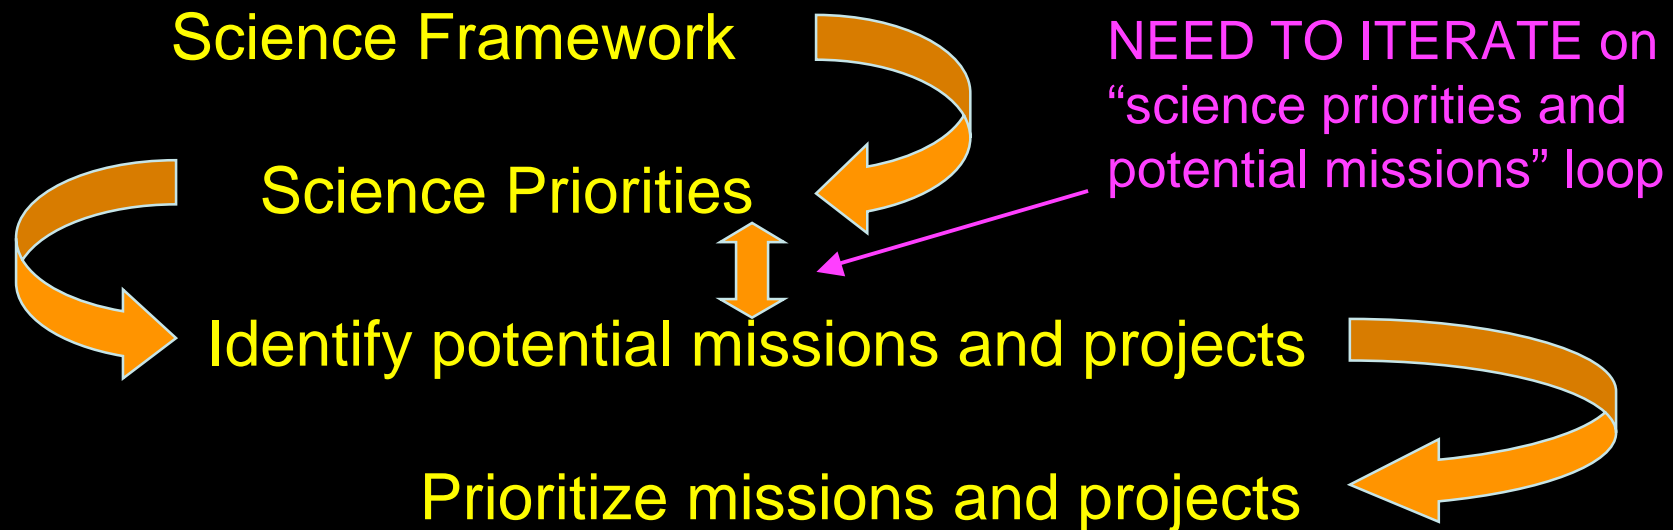 Science Framework
NEED TO ITERATE on
“science priorities and
potential missions” loop
Science Priorities
Identify potential missions and projects
Prioritize missions and projects